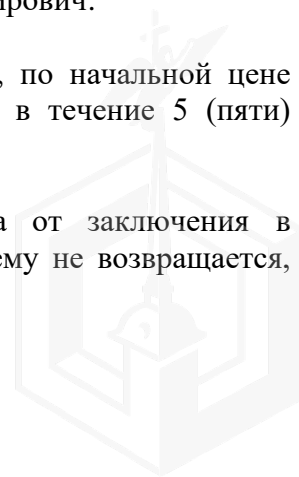 ирович.
, по начальной цене
в течение 5 (пяти)
а от заключения в
ему не возвращается,